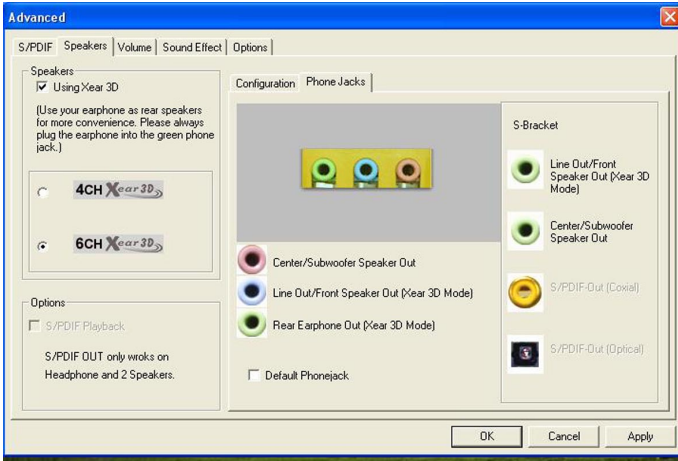 Advanced
S/PDIF
Speakers
Volume
Sound Effect
Options
Speakers
Using Xear 3D
(Use your earphone as rear speakers
for more convenience. Please always
plug the earphone into the green phone
jack.)
4CH Xear 3D
6CH Xear 3D
Options
S/PDIF Playback
S/PDIF OUT only wroks on
Headphone and 2 Speakers.
Configuration
Phone Jacks
Center/Subwoofer Speaker Out
Line Out/Front Speaker Out (Xear 3D Mode)
Rear Earphone Out (Xear 3D Mode)
Default Phonejack
S-Bracket
Line Out/Front
Speaker Out (Xear 3D
Mode)
Center/Subwoofer
Speaker Out
S/PDIF-Out (Coxial)
S/PDIF-Out (Optical)
OK
Cancel
Apply